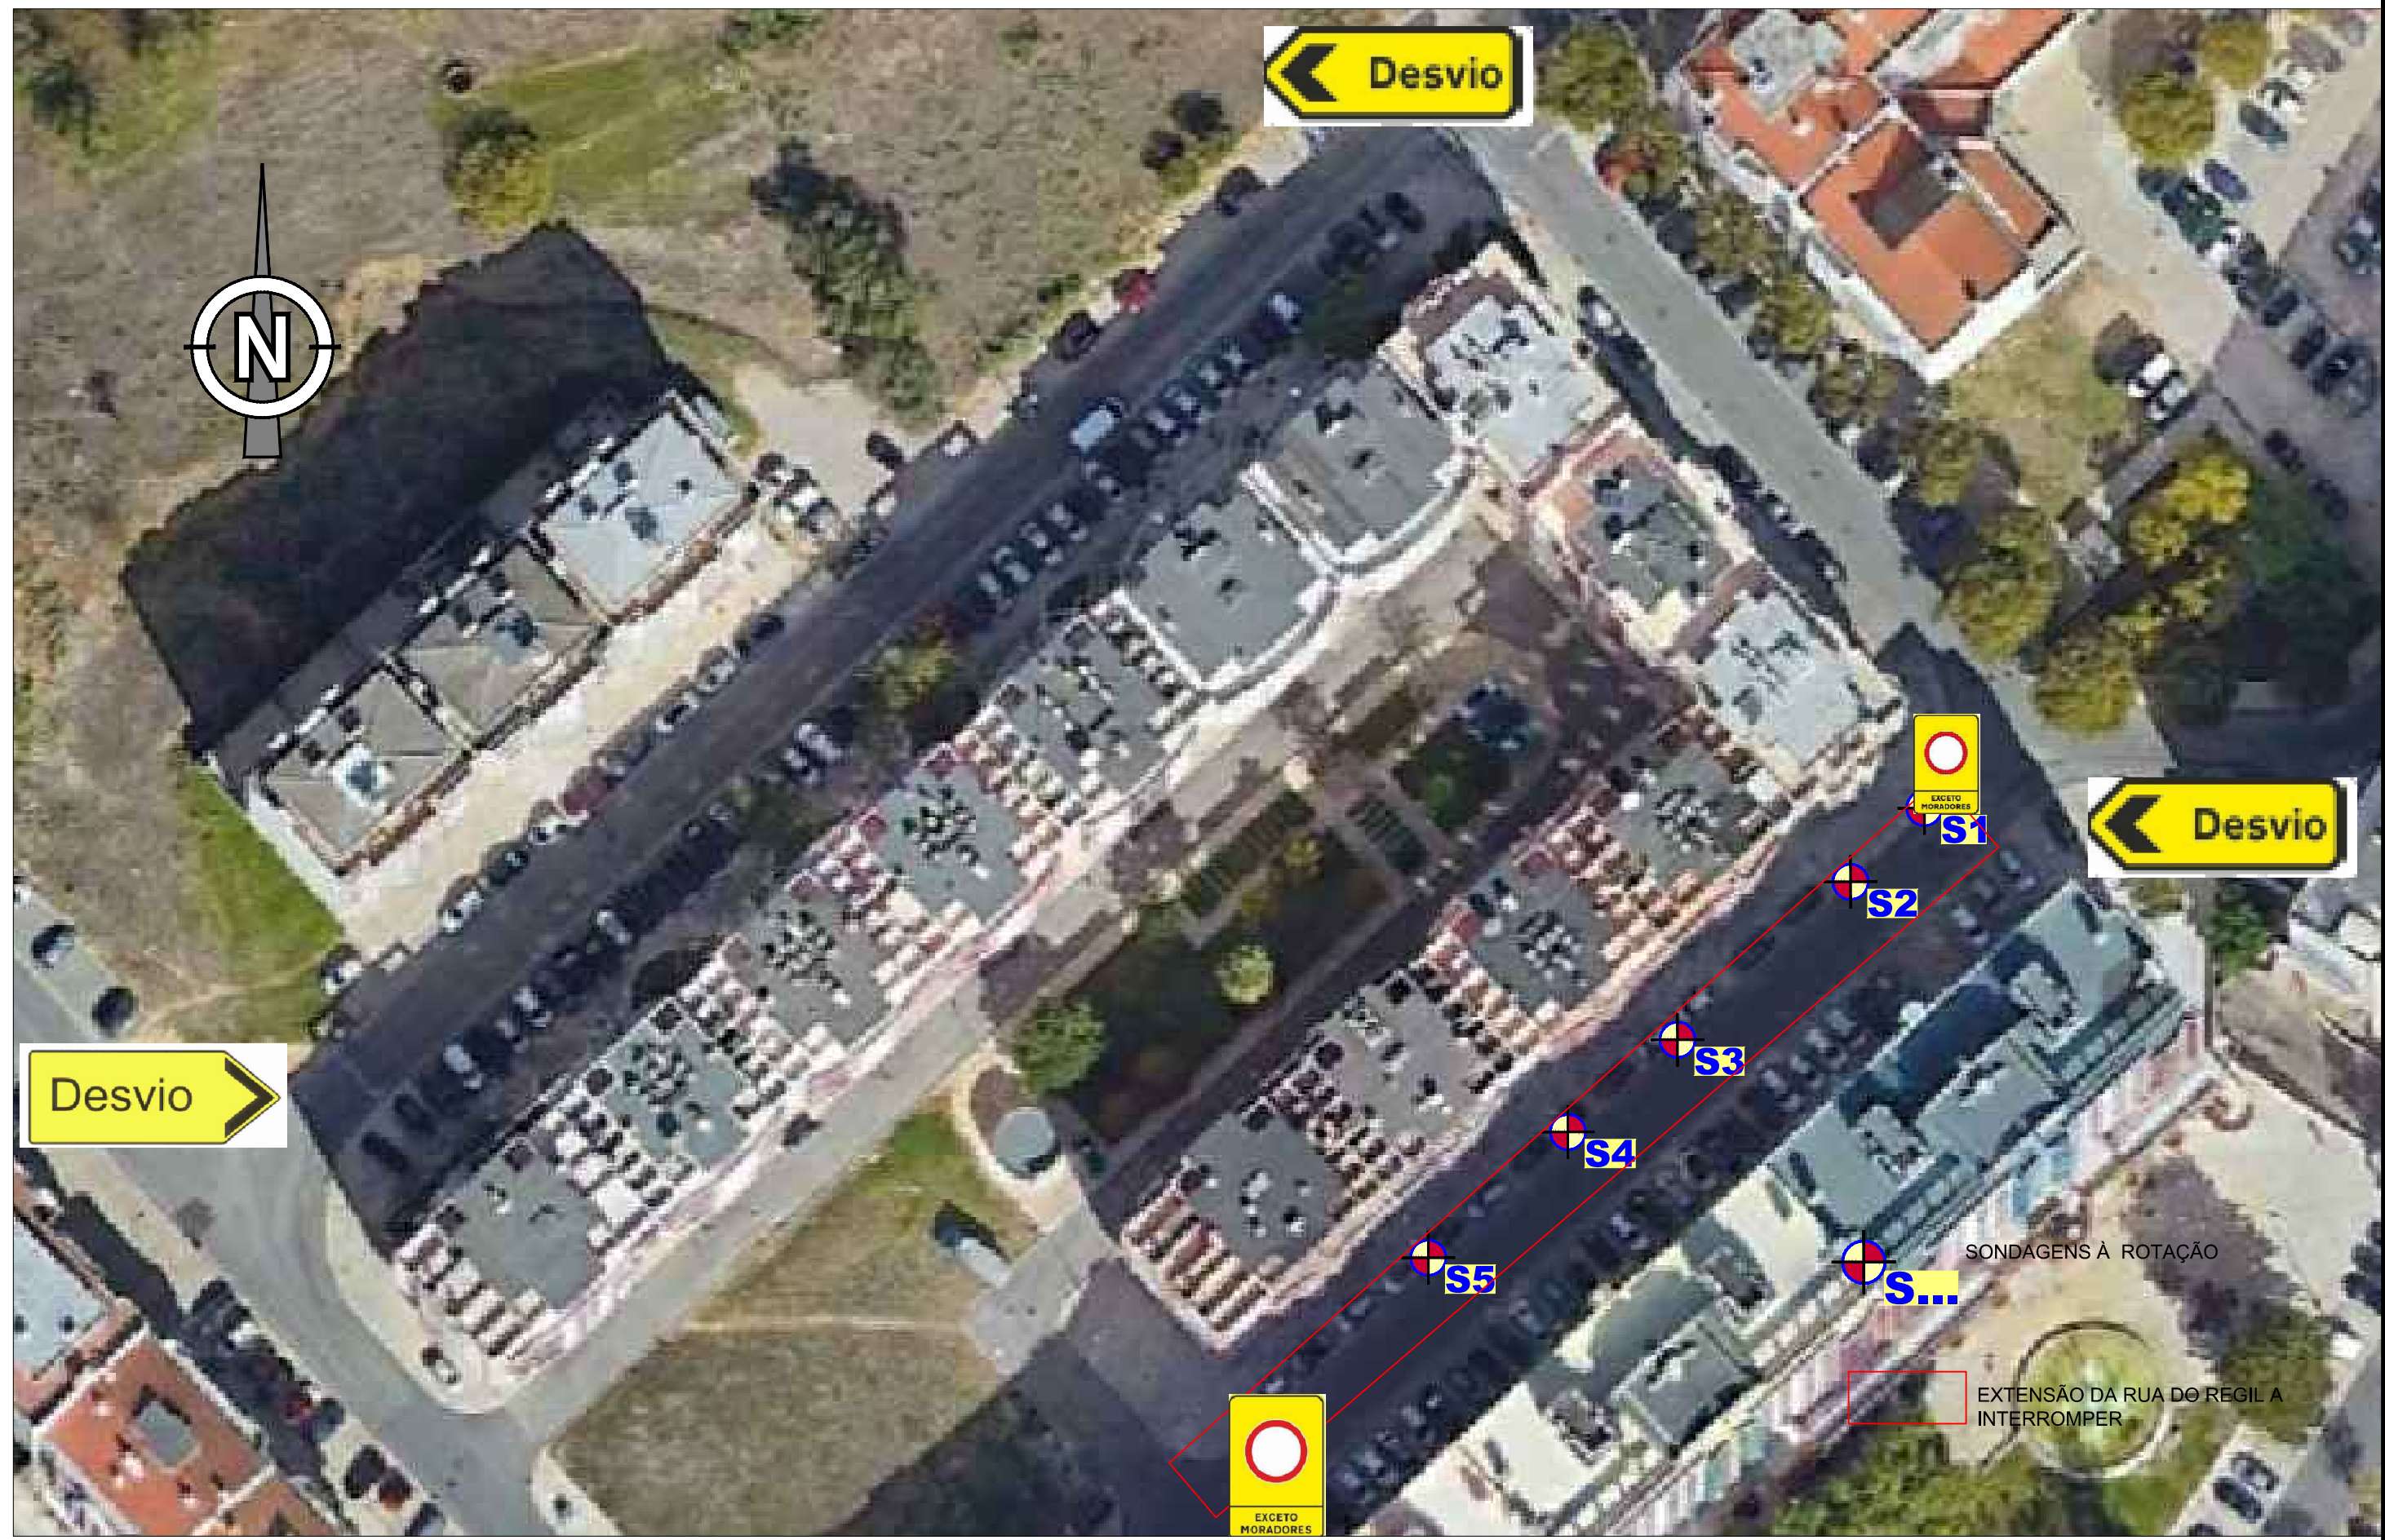 Desvio
N
EXCETO
MORADORES
S1
Desvio
S2
S3
Desvio
S4
S5
SONDAGENS À ROTAÇÃO
S...
EXTENSÃO DA RUA DO REGIL A
INTERROMPER
EXCETO
MORADORES